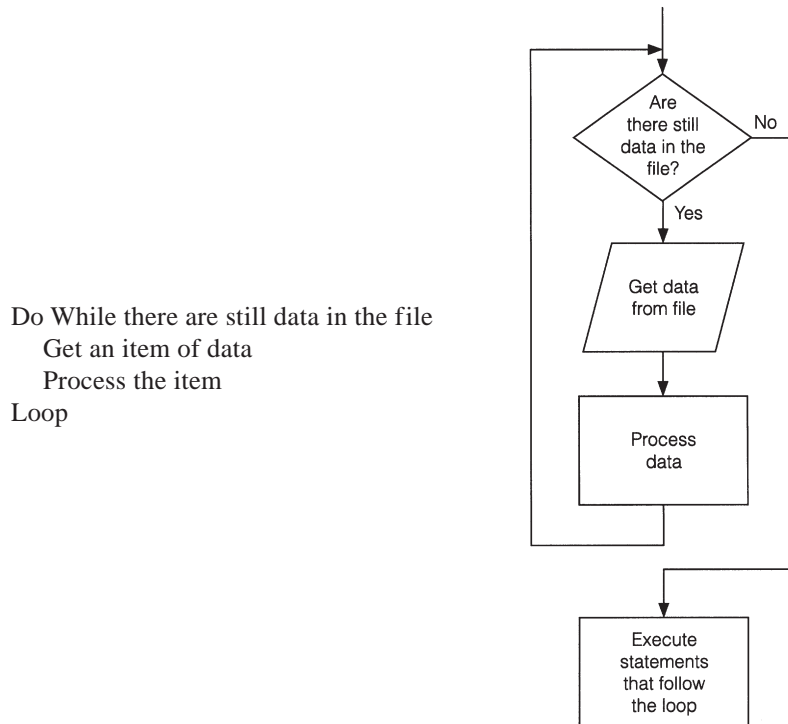 Do While there are still data in the file
Get an item of data
Process the item
Loop
Are
there still
data in the
file?
No
Yes
Get data
from file
Process
data
Execute
statements
that follow
the loop